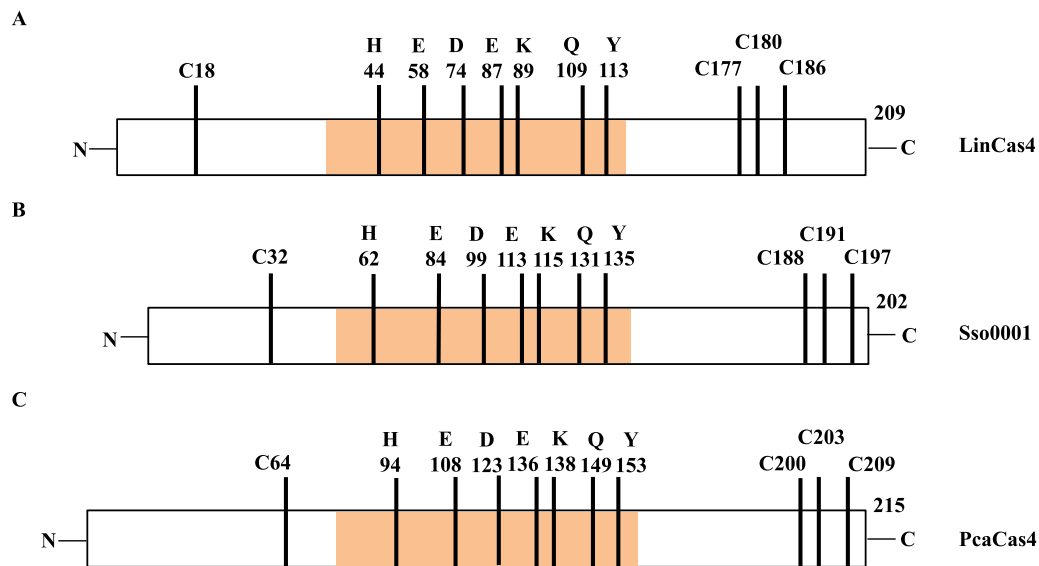 A
H E D E K Q Y C180
C18 44 58 74 87 89 109 113 C177 C186
209
N C LinCas4
B
H E D E K Q Y C191
C32 62 84 99 113 115 131 135 C188 C197
202
N C Sso0001
C
H E D E K Q Y C203
C64 94 108 123 136 138 149 153 C200 C209
215
N C PcaCas4